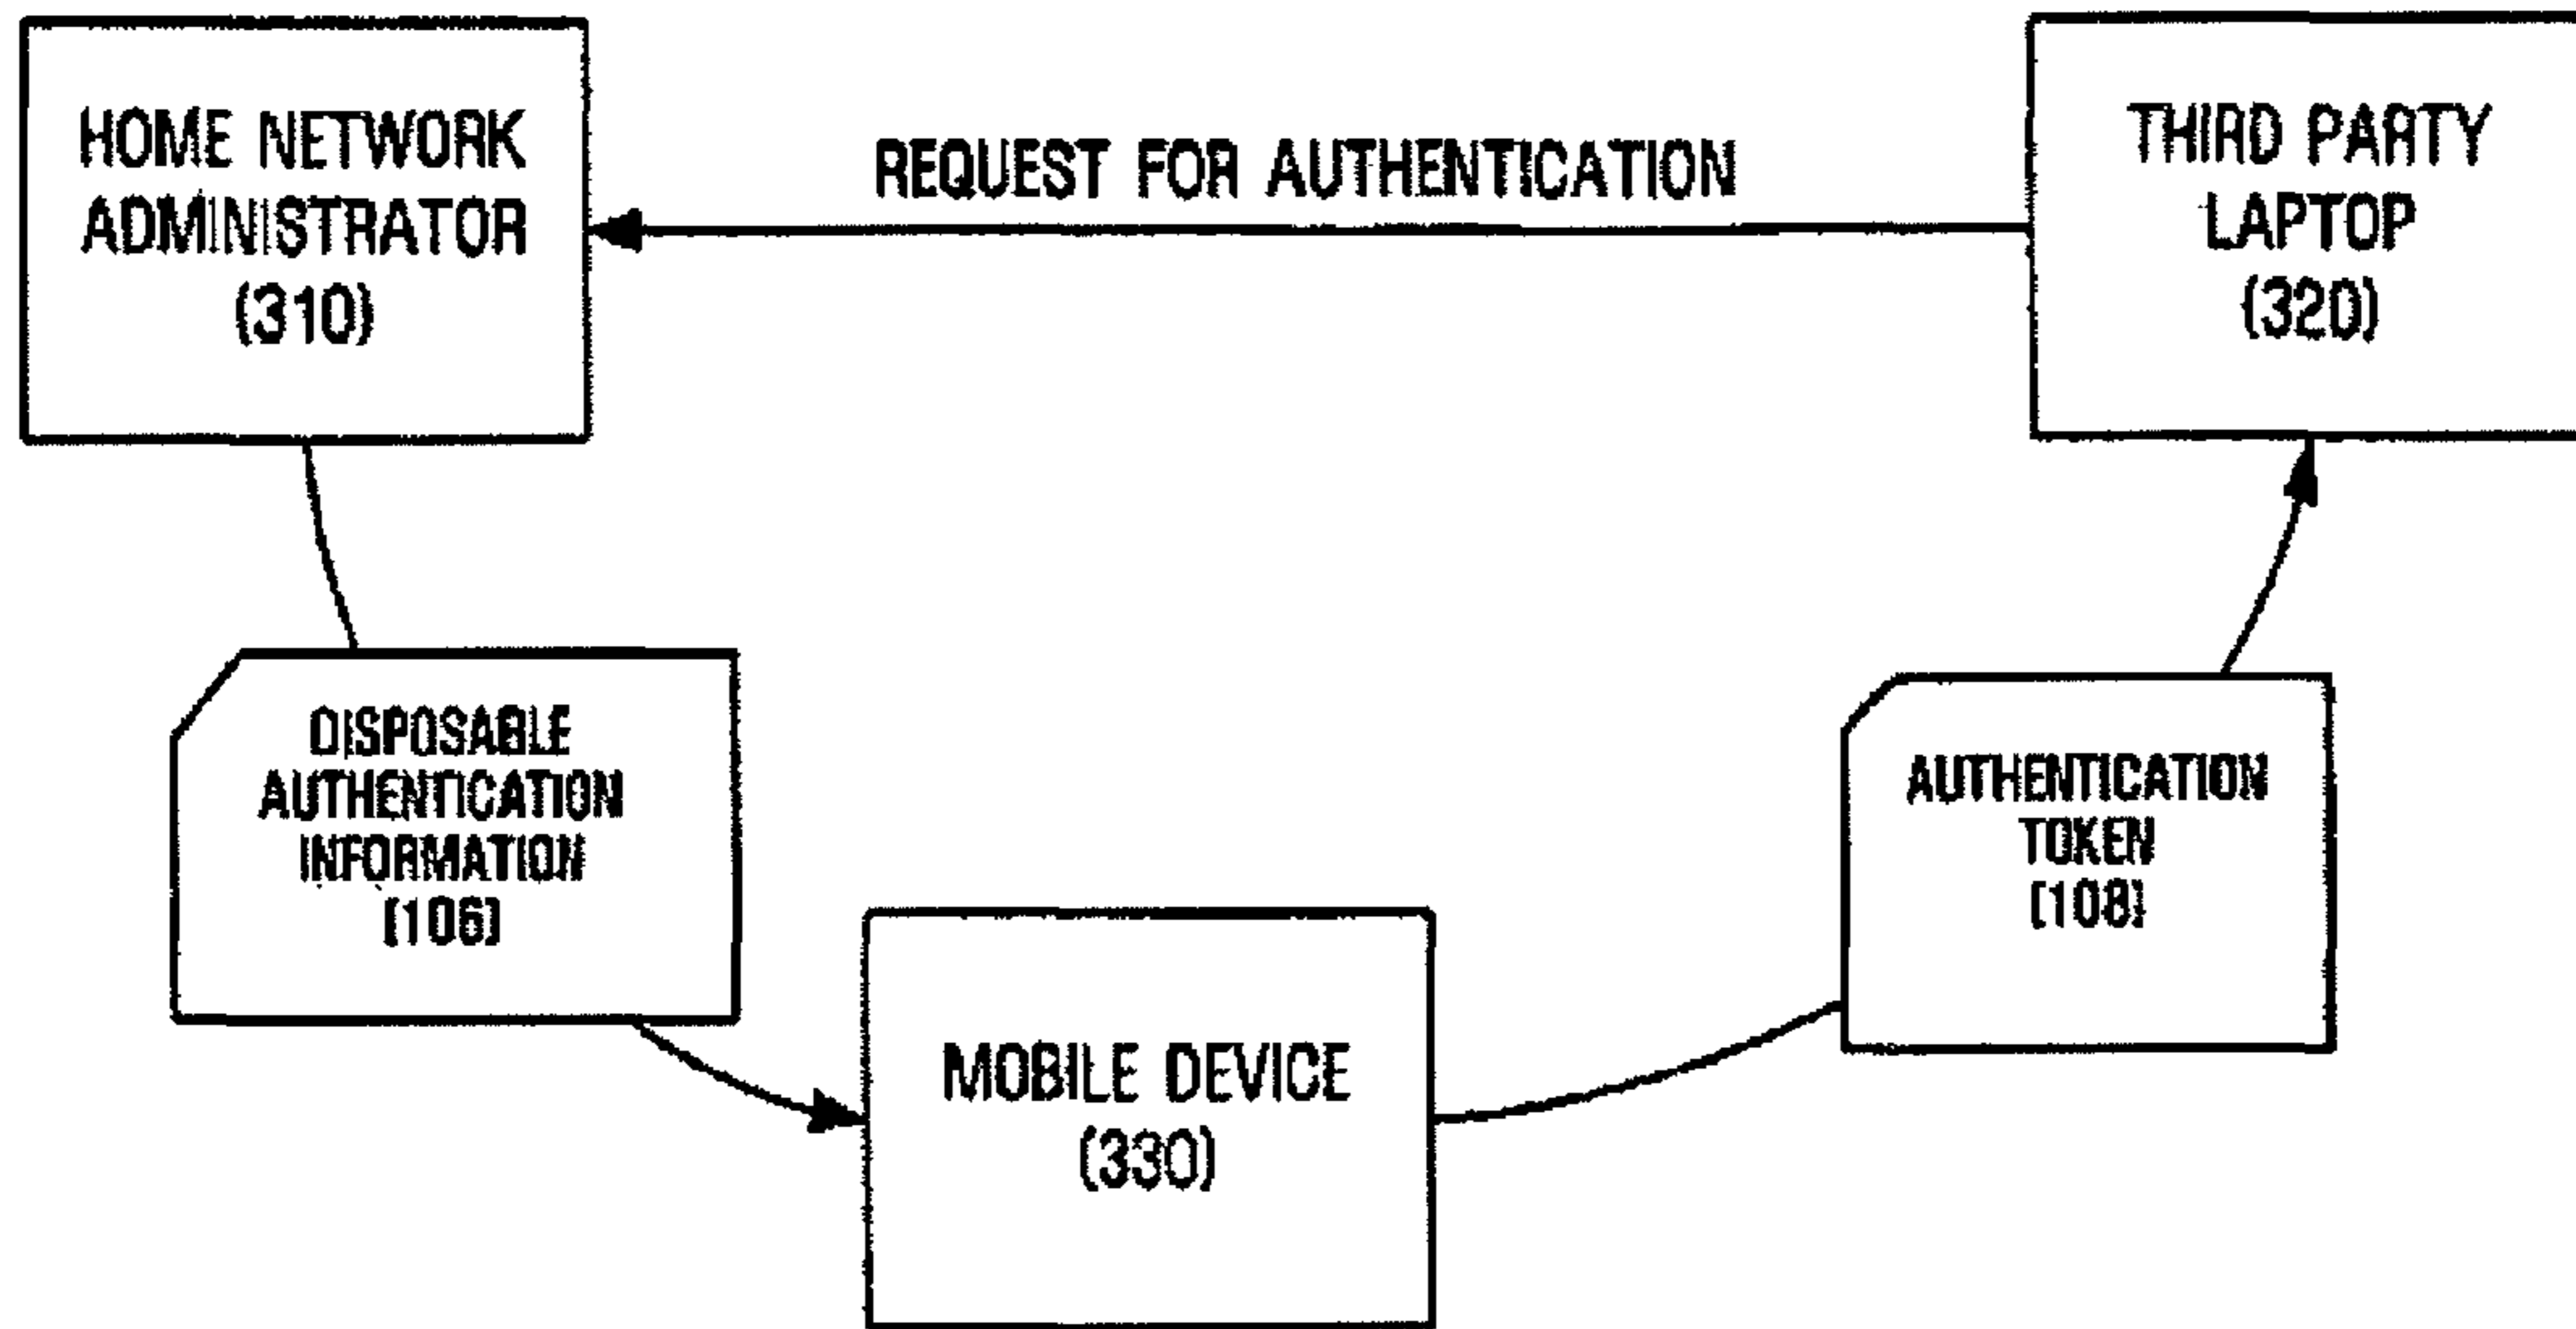 HOME NETWORK
ADMINISTRATOR
(310)
REQUEST FOR AUTHENTICATION
THIRD PARTY
LAPTOP
(320)
DISPOSABLE
AUTHENTICATION
INFORMATION
[106]
AUTHENTICATION
TOKEN
[108]
MOBILE DEVICE
(330)